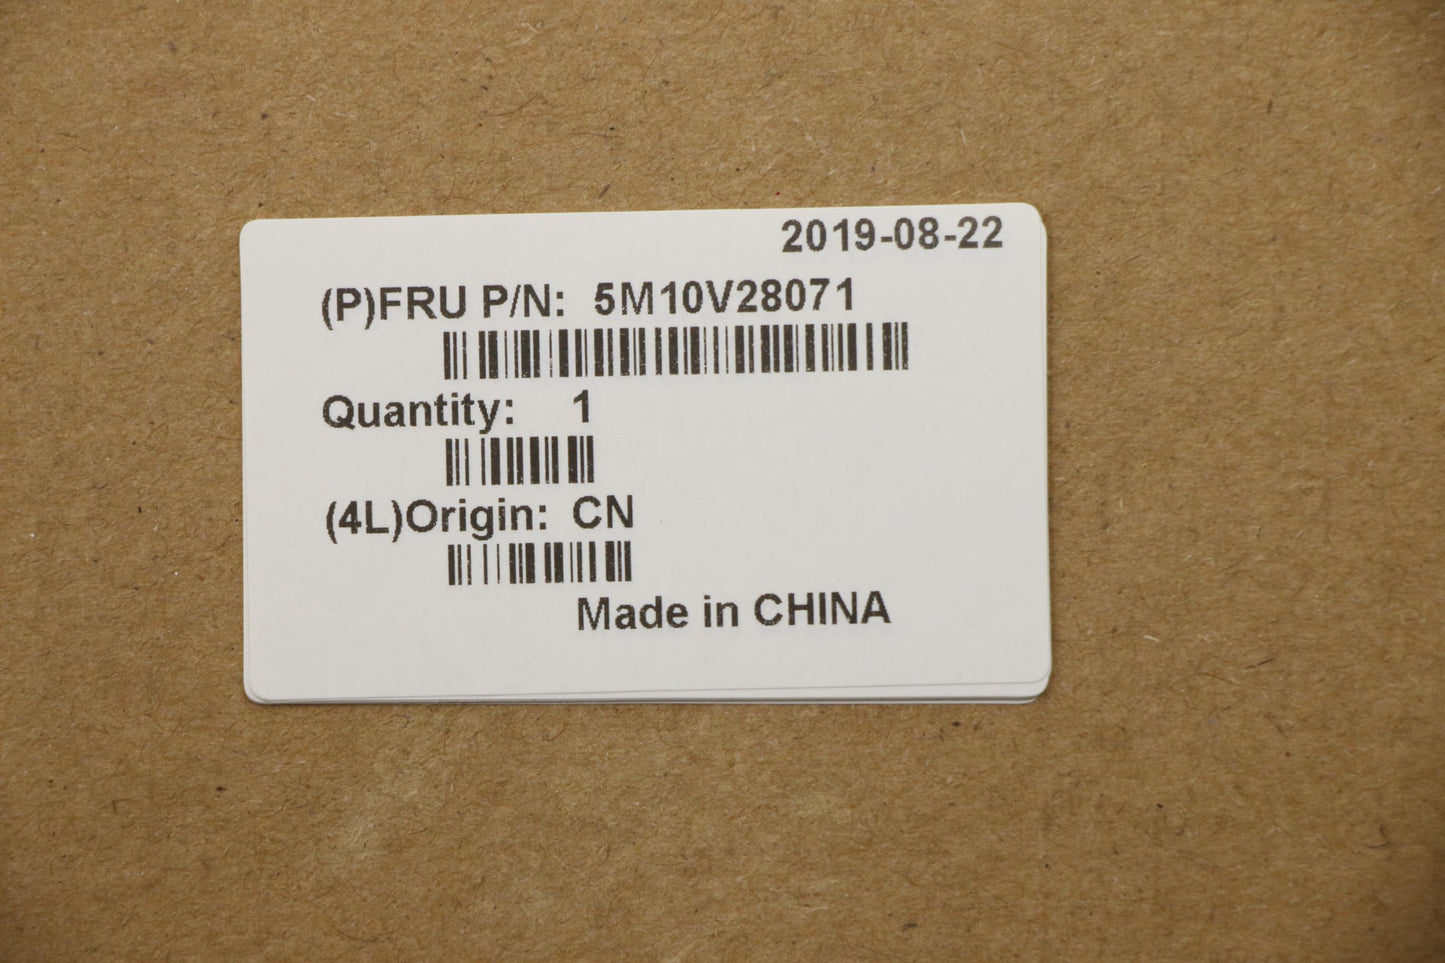 2019-08-22
(P)FRU P/N: 5M10V28071
Quantity: 1
(4L)Origin: CN
Made in CHINA